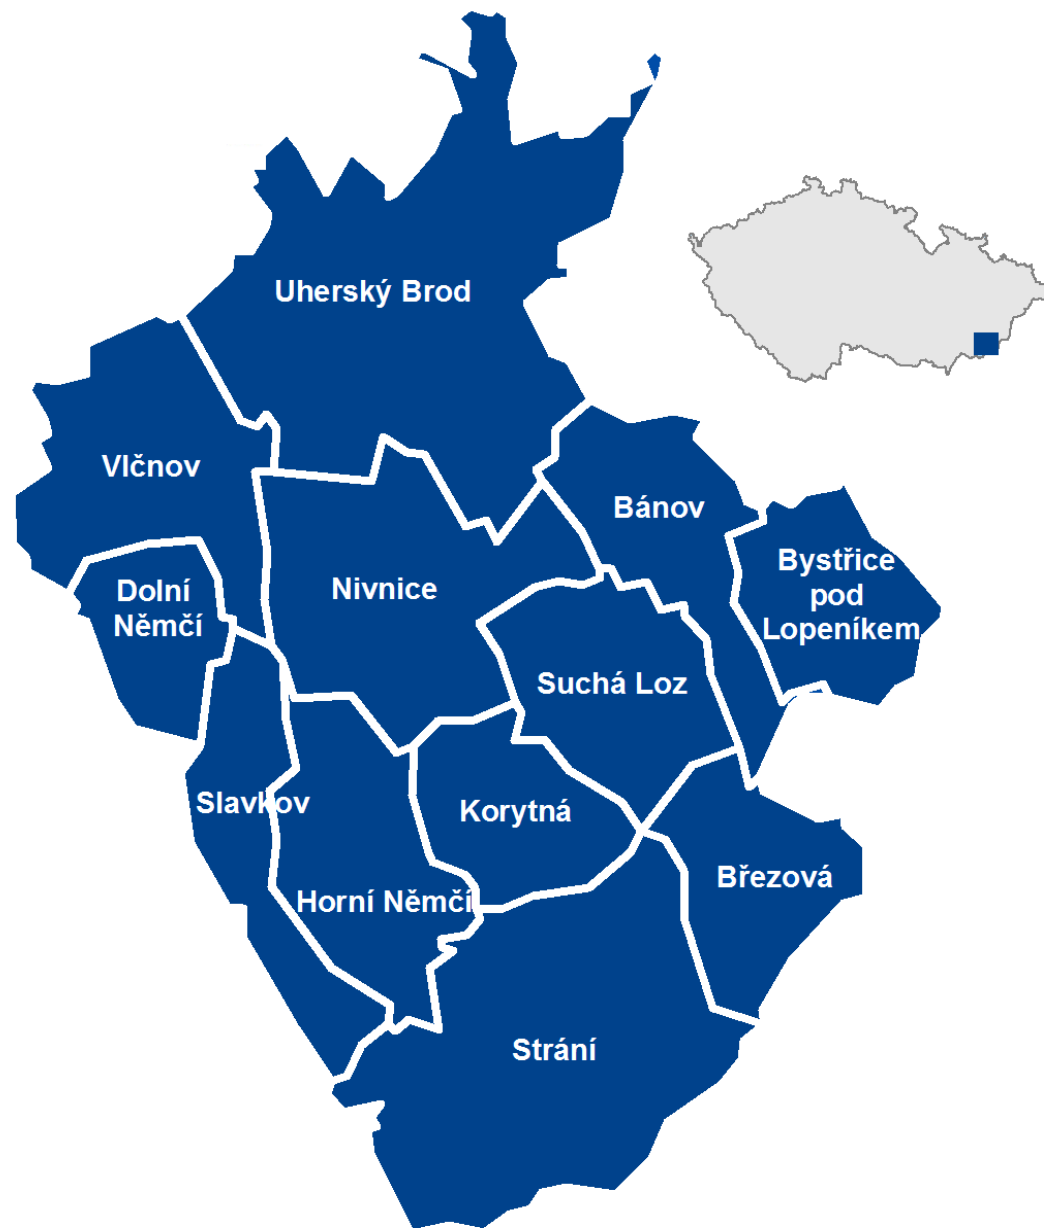 Uherský Brod
Vlčnov
Bánov
Bystřice
pod
Lopeníkem
Dolní
Němčí
Nivnice
Suchá Loz
Slavkov
Korytná
Březová
Horní Němčí
Strání